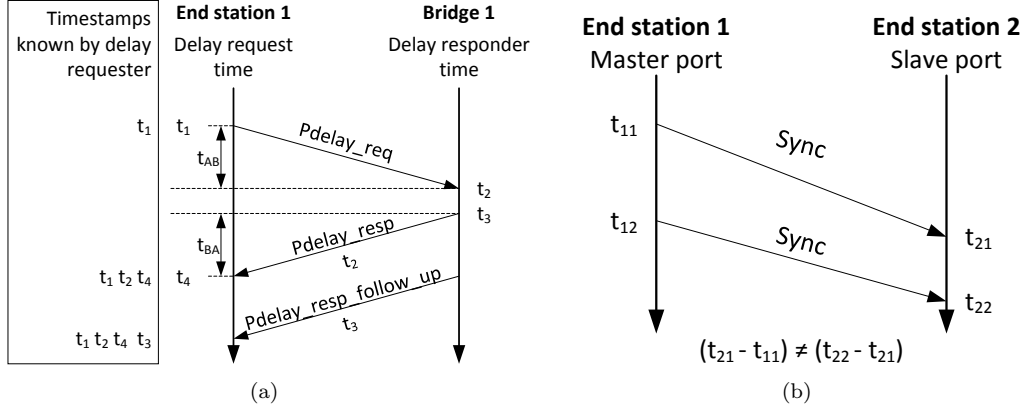 Timestamps
known by delay
requester
t₁
t₁ t₂ t₄
t₁ t₂ t₄ t₃
End station 1
Delay request
time
Bridge 1
Delay responder
time
t₁
t_AB
Pdelay_req
t₂
t₃
t_BA
Pdelay_resp
t₂
t₄
Pdelay_resp_follow_up
t₃
(a)
End station 1
Master port
End station 2
Slave port
t₁₁
Sync
t₁₂
Sync
t₂₁
t₂₂
(t₂₁ - t₁₁) ≠ (t₂₂ - t₂₁)
(b)